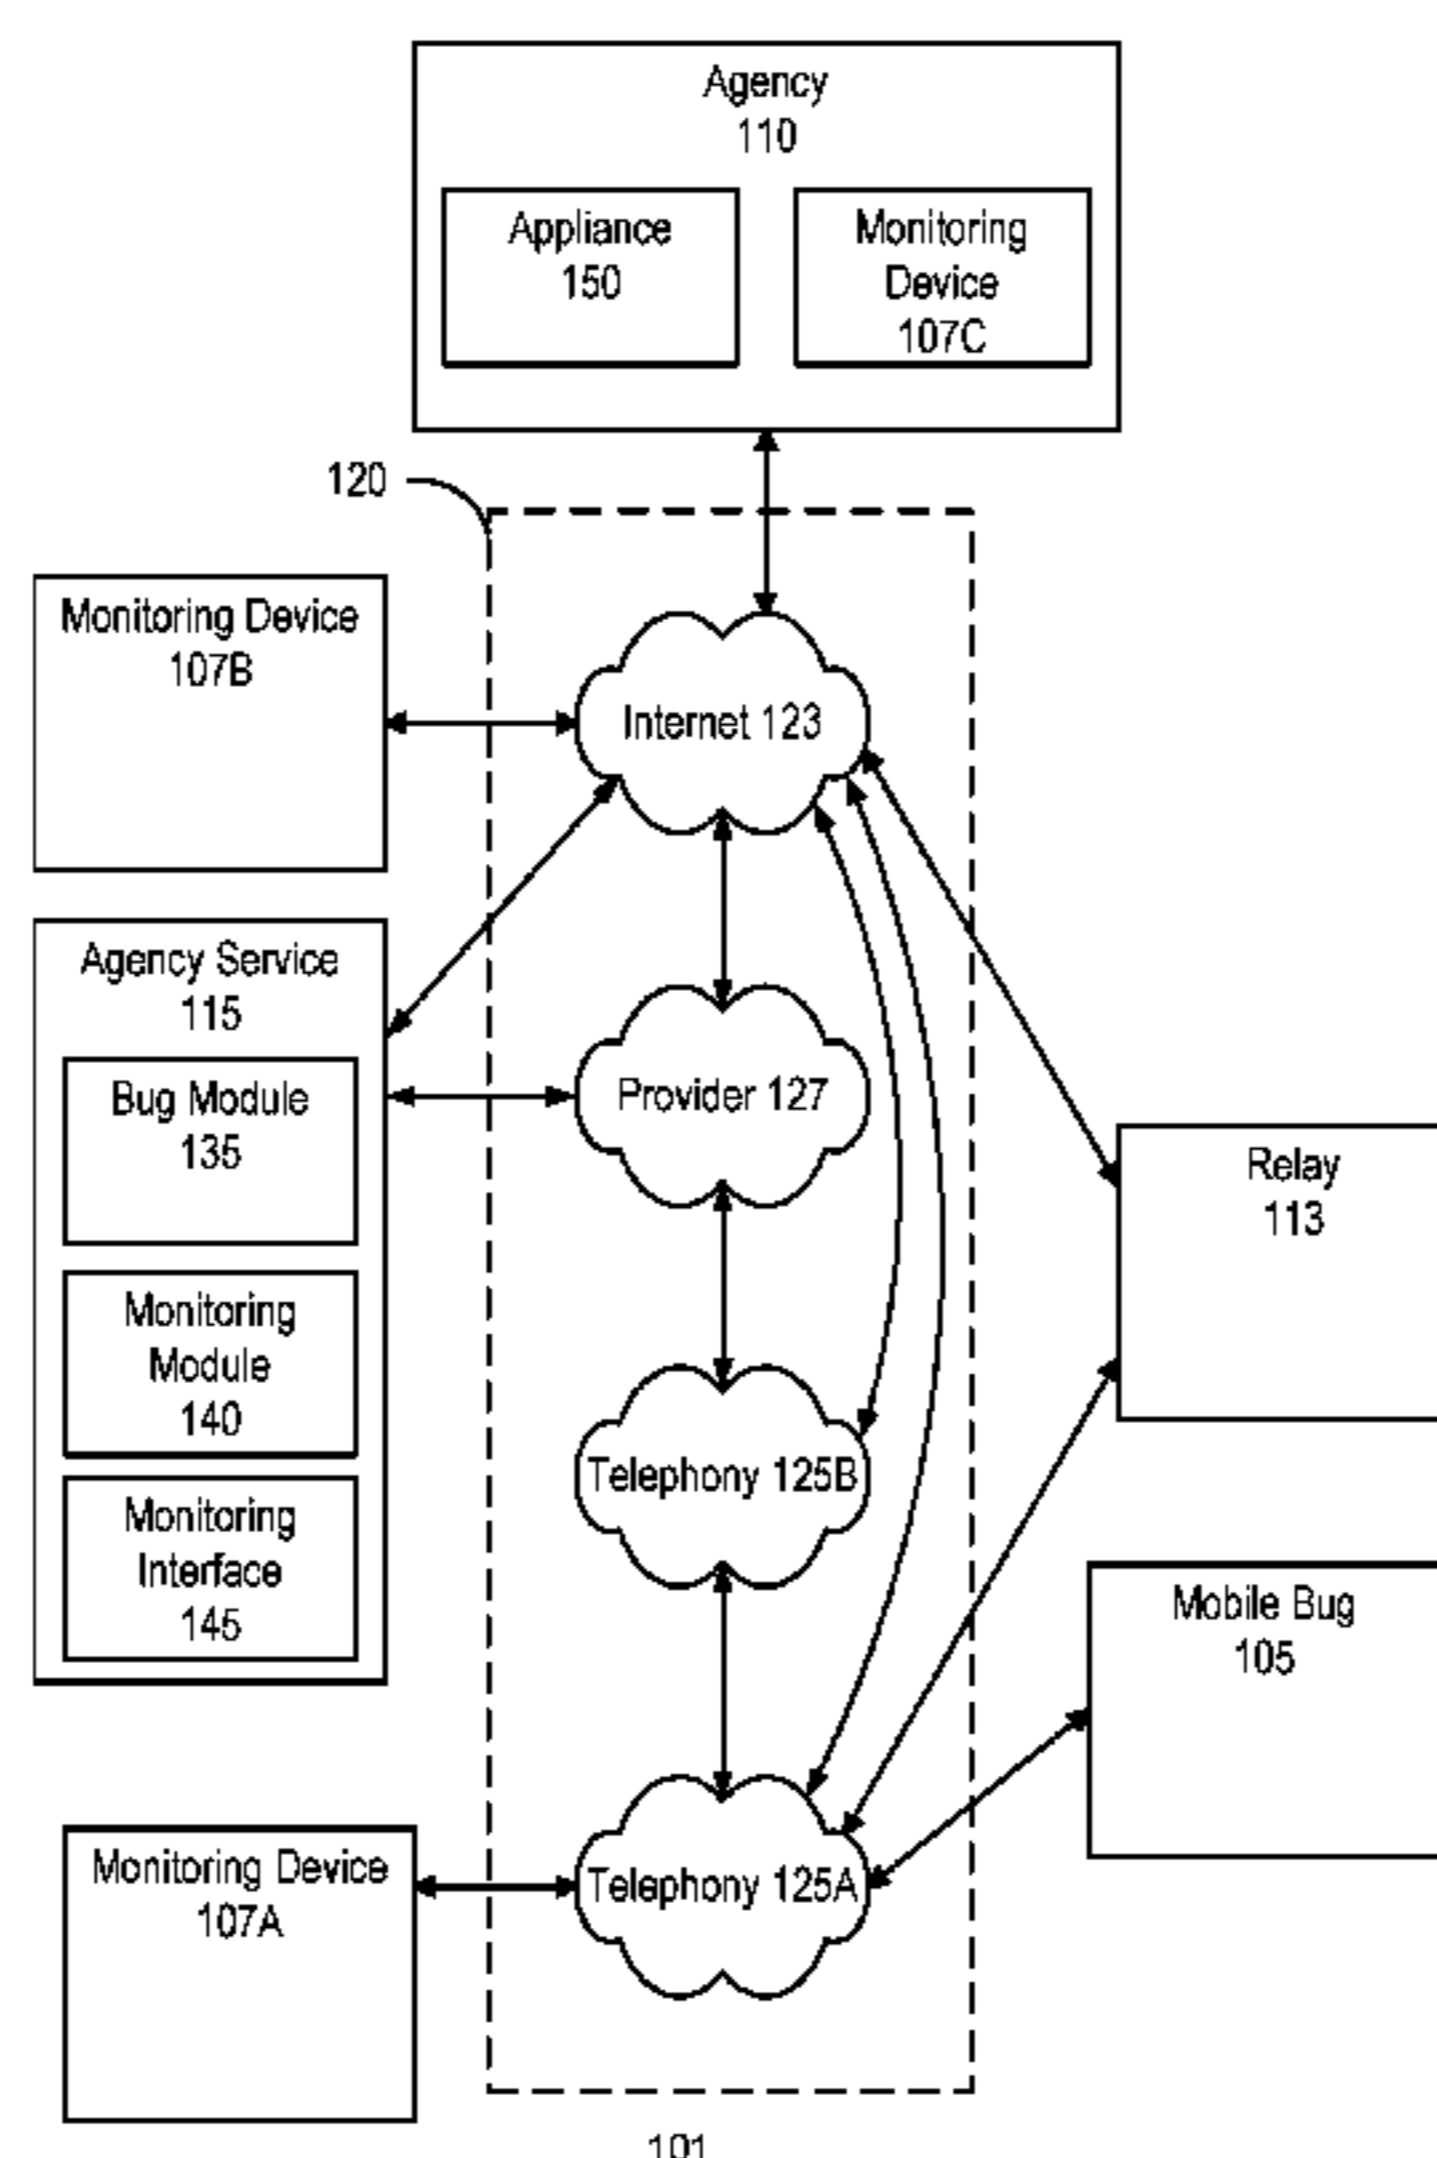 Agency
110
Appliance
150
Monitoring
Device
107C
120
Monitoring Device
107B
Internet 123
Agency Service
115
Bug Module
135
Provider 127
Relay
113
Monitoring
Module
140
Telephony 125B
Monitoring
Interface
145
Mobile Bug
105
Monitoring Device
107A
Telephony 125A
101